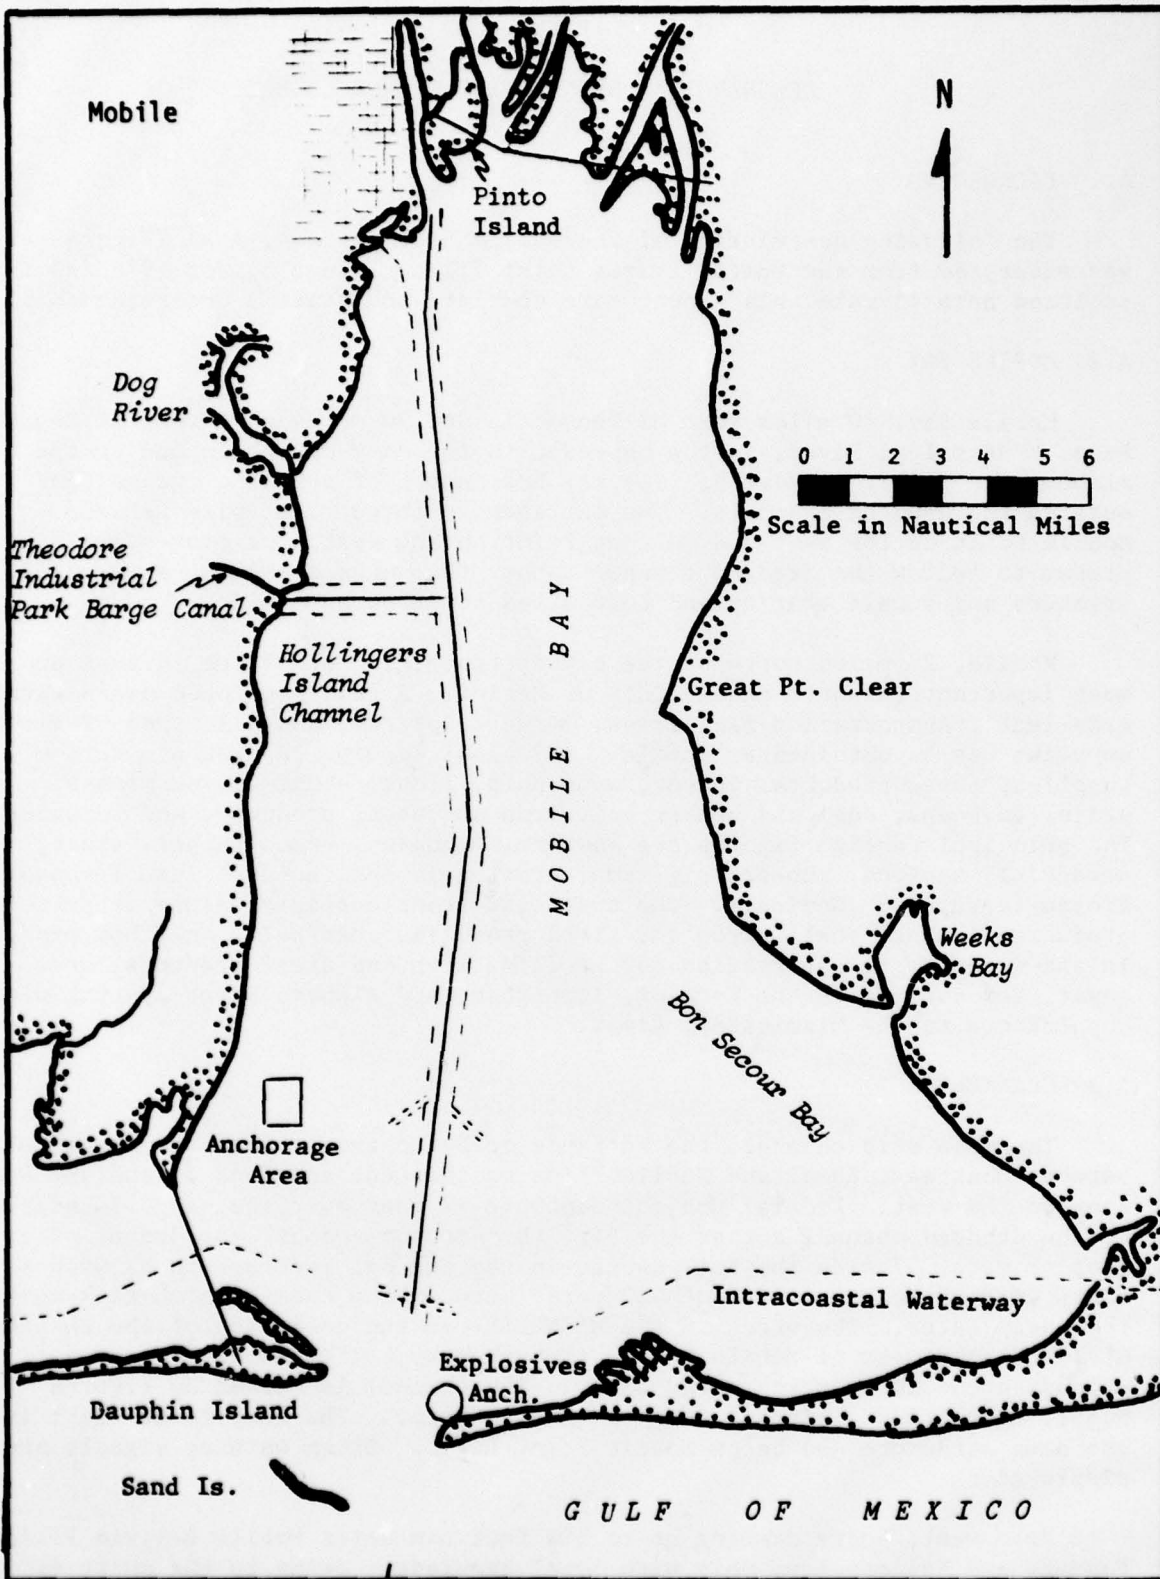 Mobile
N
Pinto
Island
Dog
River
0 1 2 3 4 5 6
Scale in Nautical Miles
Theodore
Industrial
Park Barge Canal
Hollingers
Island
Channel
MOBILE BAY
Great Pt. Clear
Weeks
Bay
Bon Secour Bay
Anchorage
Area
Intracoastal Waterway
Explosives
Anch.
Dauphin Island
Sand Is.
GULF OF MEXICO